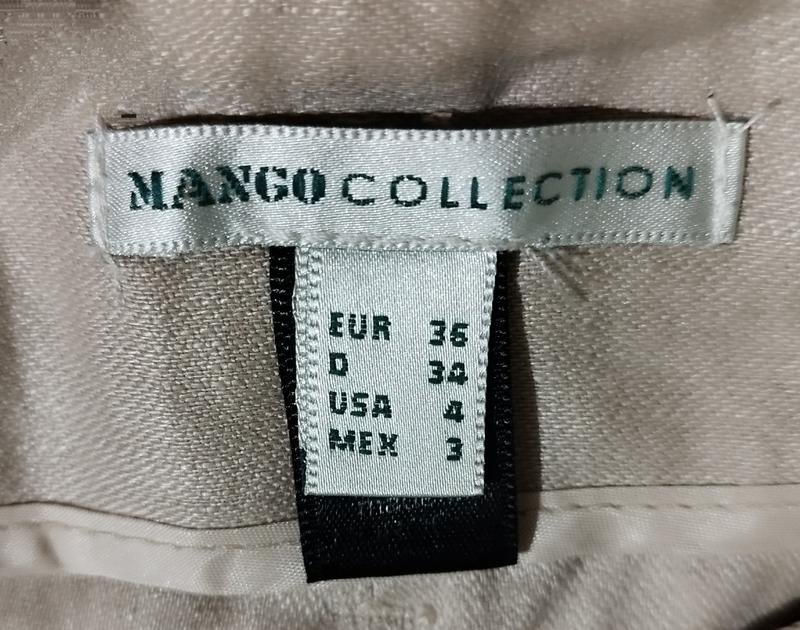 MANGO COLLECTION
EUR 36
D 34
USA 4
MEX 3